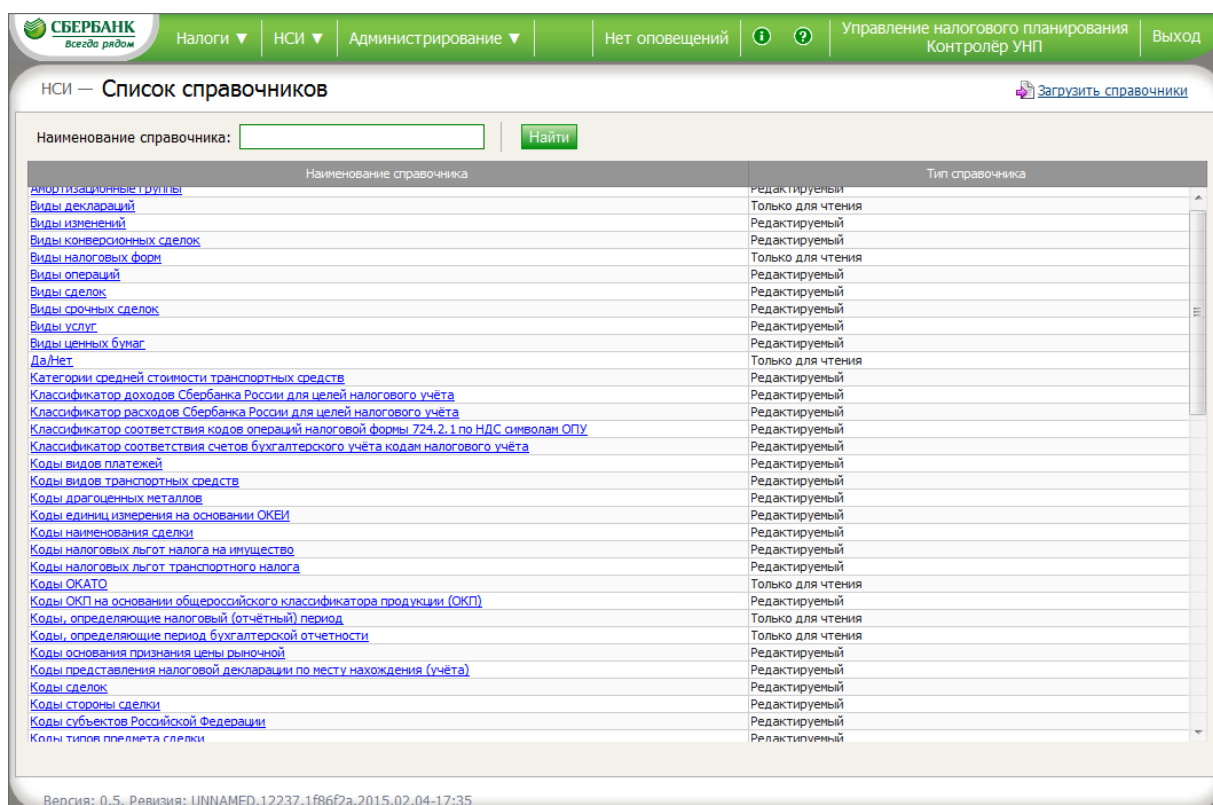 СБЕРБАНК
Всегда рядом
Налоги ▼ НСИ ▼ Администрирование ▼ Нет оповещений Управление налогового планирования Контролёр УНП Выход
НСИ — Список справочников Загрузить справочники
Наименование справочника: Найти
Наименование справочника Тип справочника
Амортизационные группы Редактируемый
Виды деклараций Только для чтения
Виды изменений Редактируемый
Виды конверсионных сделок Редактируемый
Виды налоговых форм Только для чтения
Виды операций Редактируемый
Виды сделок Редактируемый
Виды срочных сделок Редактируемый
Виды услуг Редактируемый
Виды ценных бумаг Редактируемый
Да/Нет Только для чтения
Категории средней стоимости транспортных средств Редактируемый
Классификатор доходов Сбербанка России для целей налогового учёта Редактируемый
Классификатор расходов Сбербанка России для целей налогового учёта Редактируемый
Классификатор соответствия кодов операций налоговой формы 724.2.1 по НДС символам ОПУ Редактируемый
Классификатор соответствия счетов бухгалтерского учёта кодам налогового учёта Редактируемый
Коды видов платежей Редактируемый
Коды видов транспортных средств Редактируемый
Коды драгоценных металлов Редактируемый
Коды единиц измерения на основании ОКЕИ Редактируемый
Коды наименования сделки Редактируемый
Коды налоговых льгот налога на имущество Редактируемый
Коды налоговых льгот транспортного налога Редактируемый
Коды ОКАТО Только для чтения
Коды ОКП на основании общероссийского классификатора продукции (ОКП) Редактируемый
Коды, определяющие налоговый (отчётный) период Только для чтения
Коды, определяющие период бухгалтерской отчетности Только для чтения
Коды основания признания цены рыночной Редактируемый
Коды представления налоговой декларации по месту нахождения (учёта) Редактируемый
Коды сделок Редактируемый
Коды стороны сделки Редактируемый
Коды субъектов Российской Федерации Редактируемый
Коды типов предмета сделки Редактируемый
Версия: 0.5, Ревизия: UNNAMED.12237.1f86f2a.2015.02.04-17:35